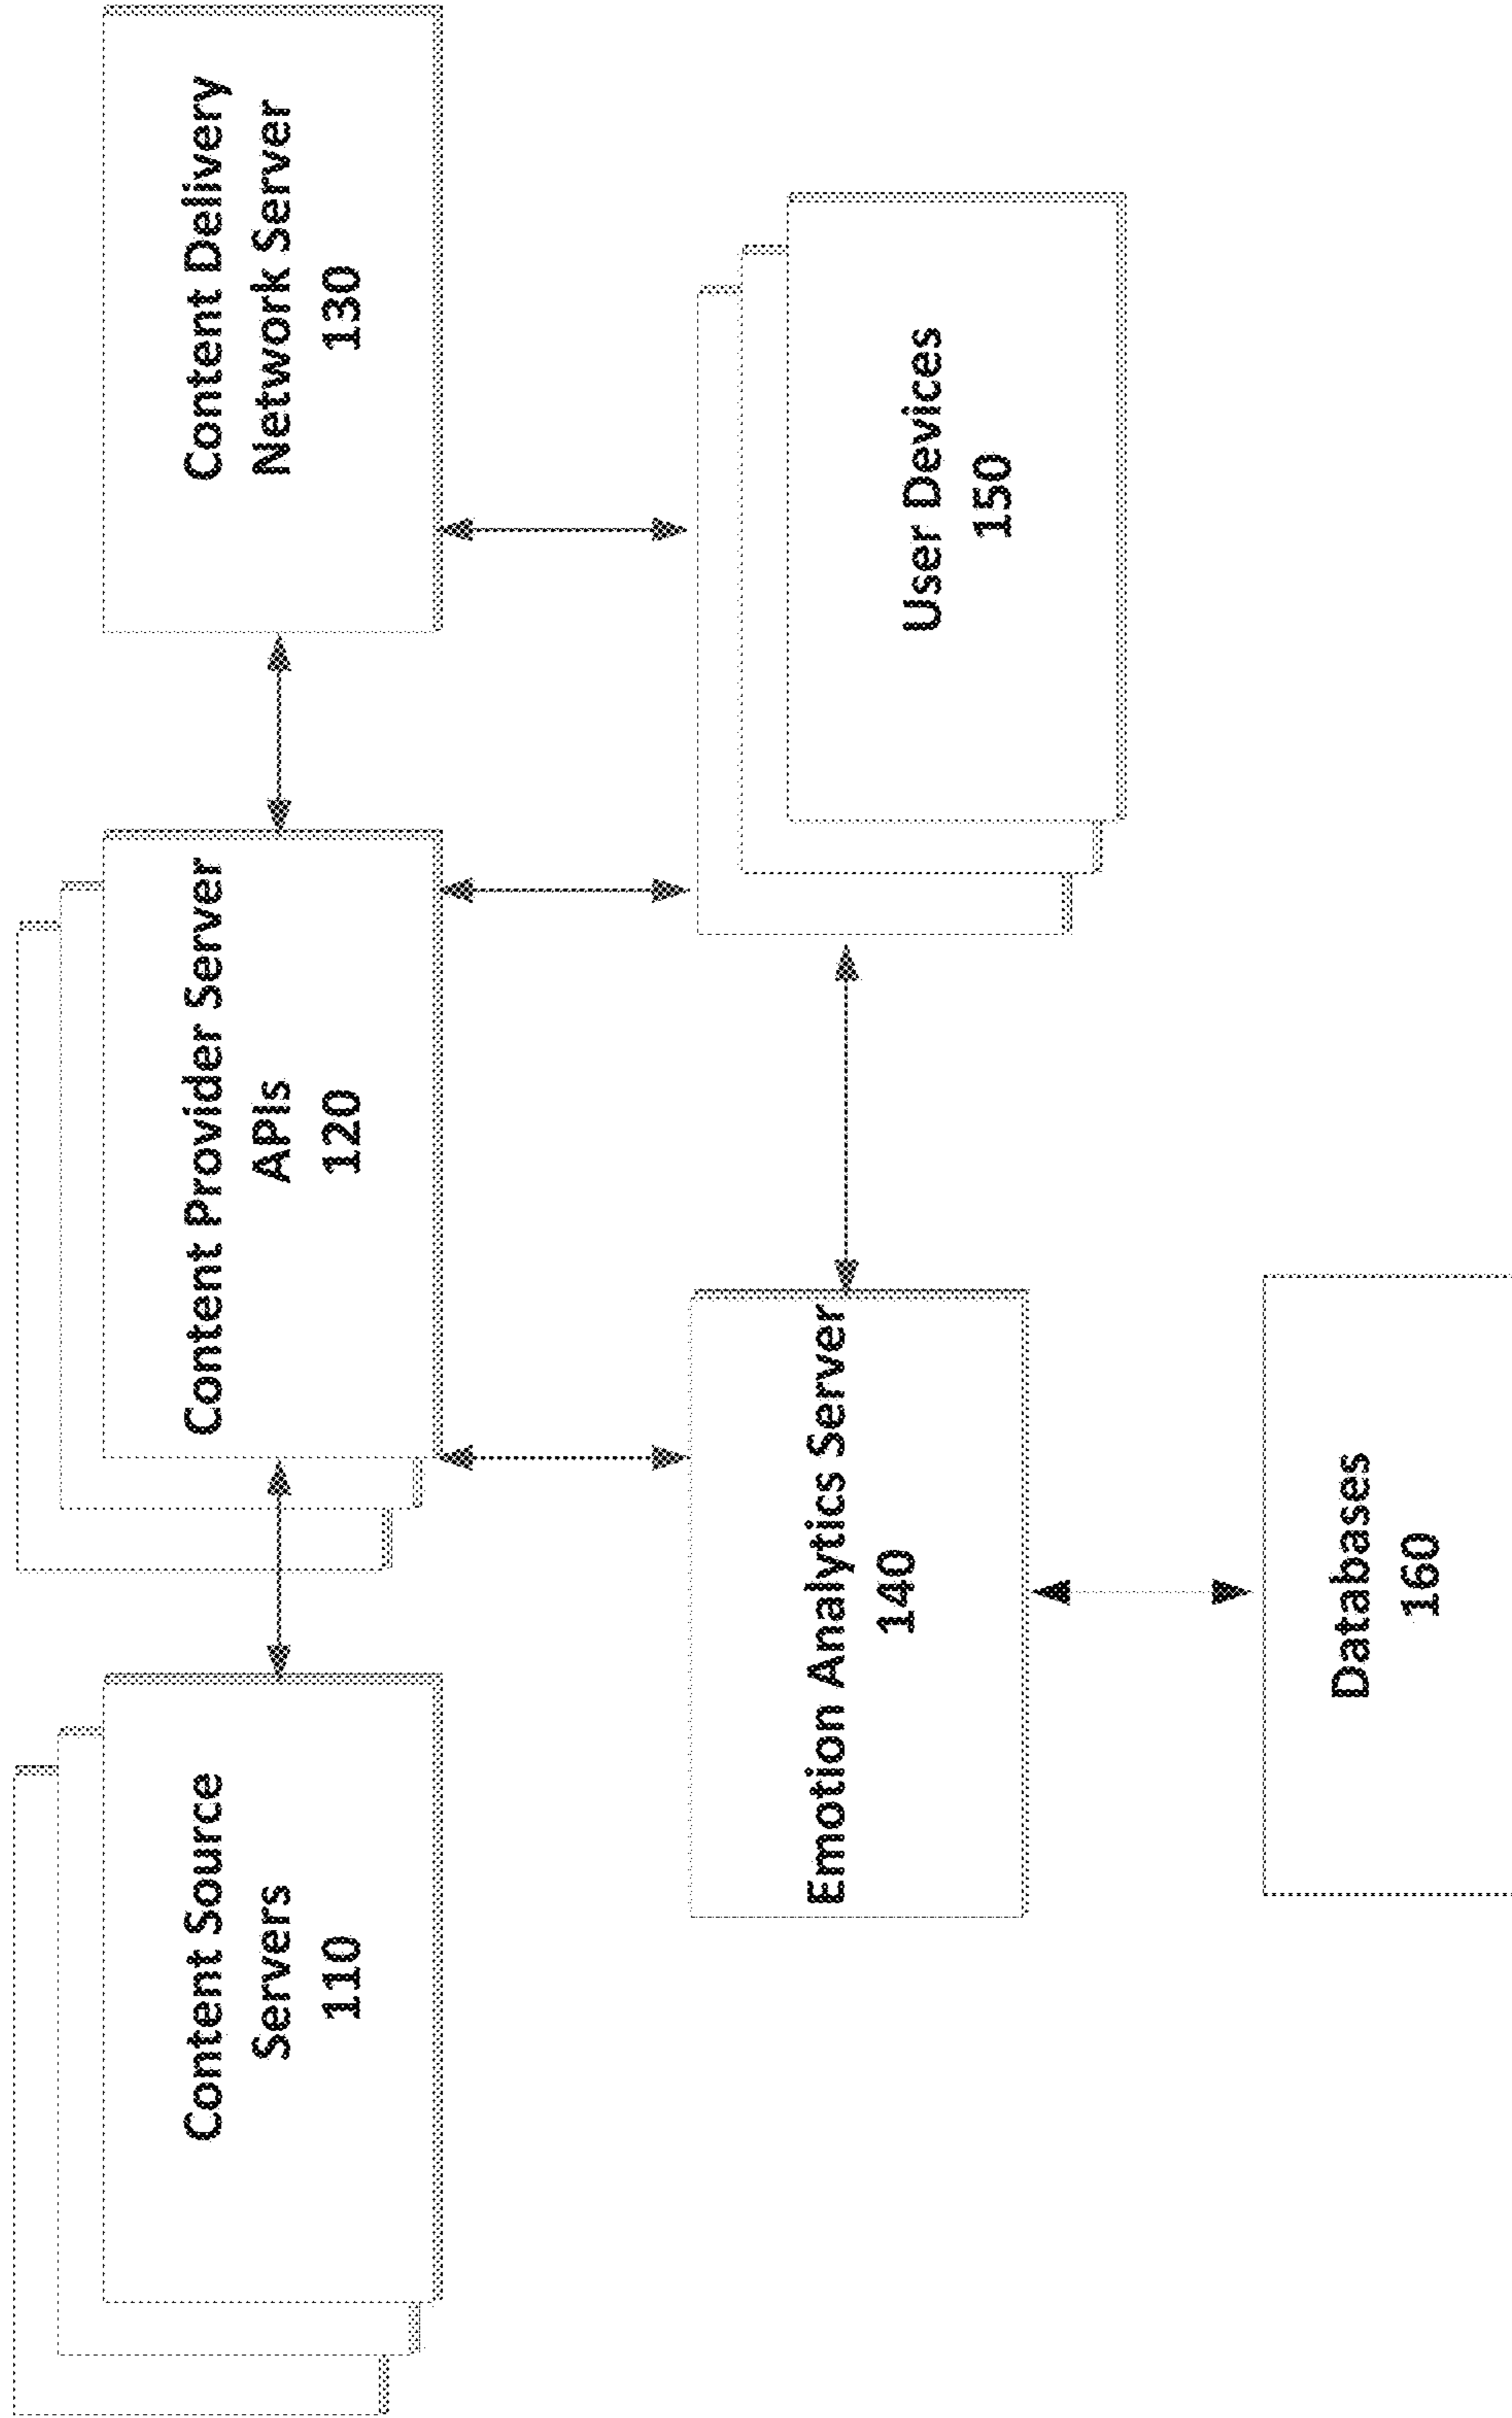 Content Source
Servers
110
Content Provider Server
APIs
120
Content Delivery
Network Server
130
Emotion Analytics Server
140
User Devices
150
Databases
160